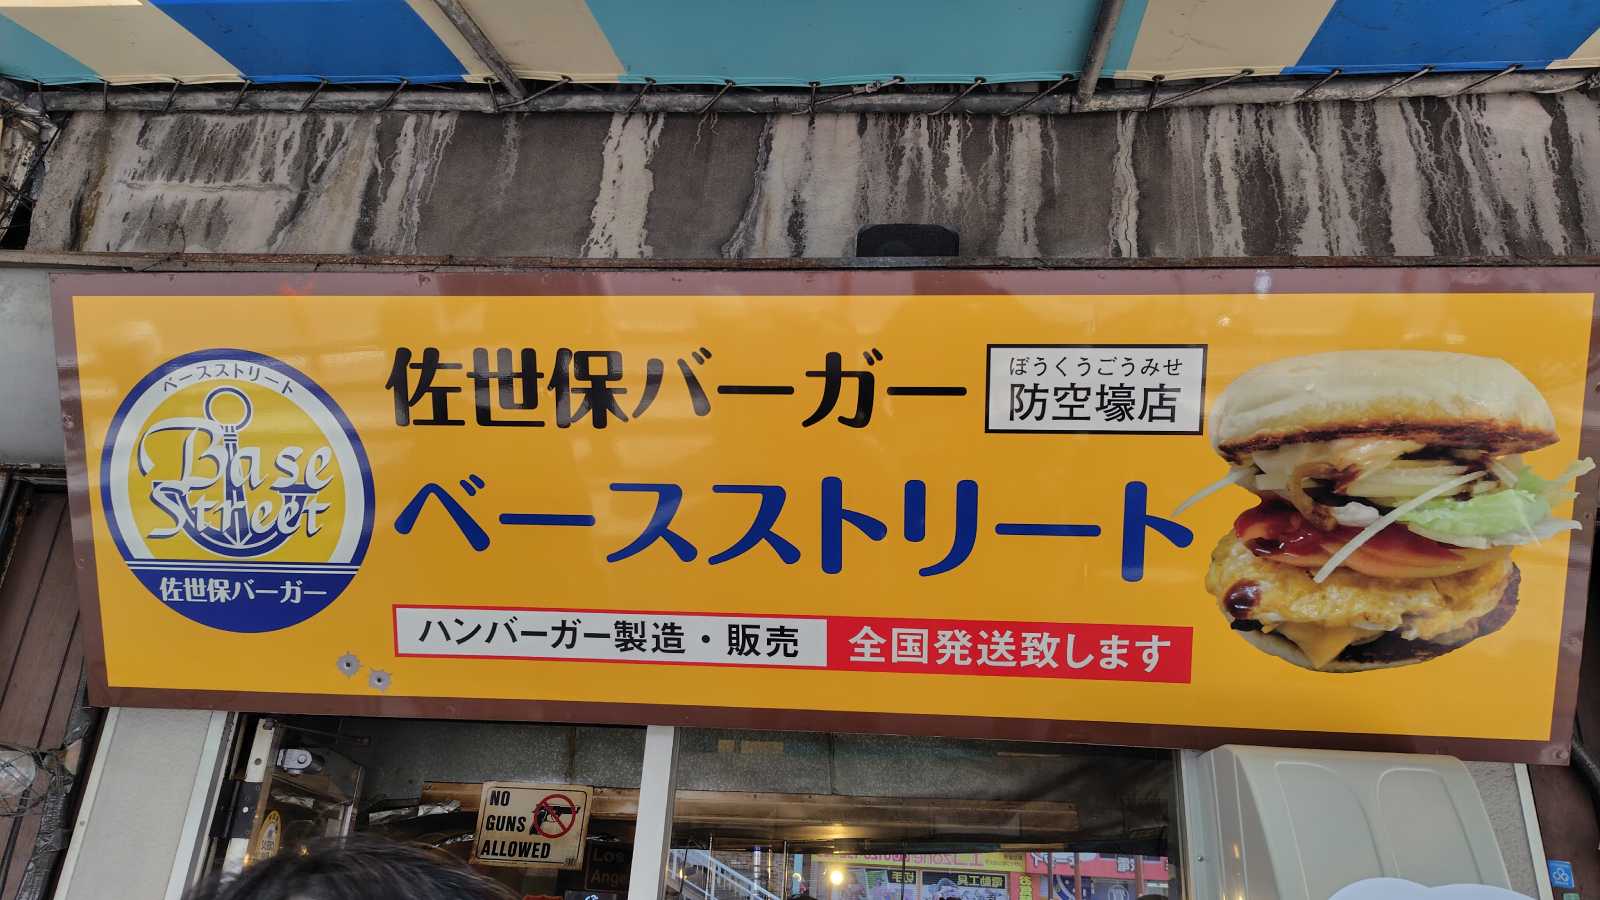 佐世保バーガー
ぼうくうごうみせ
防空壕店
ベースストリート
ハンバーガー製造・販売
全国発送致します
ベースストリート
Base
Street
佐世保バーガー
NO
GUNS
ALLOWED
Los
Ange